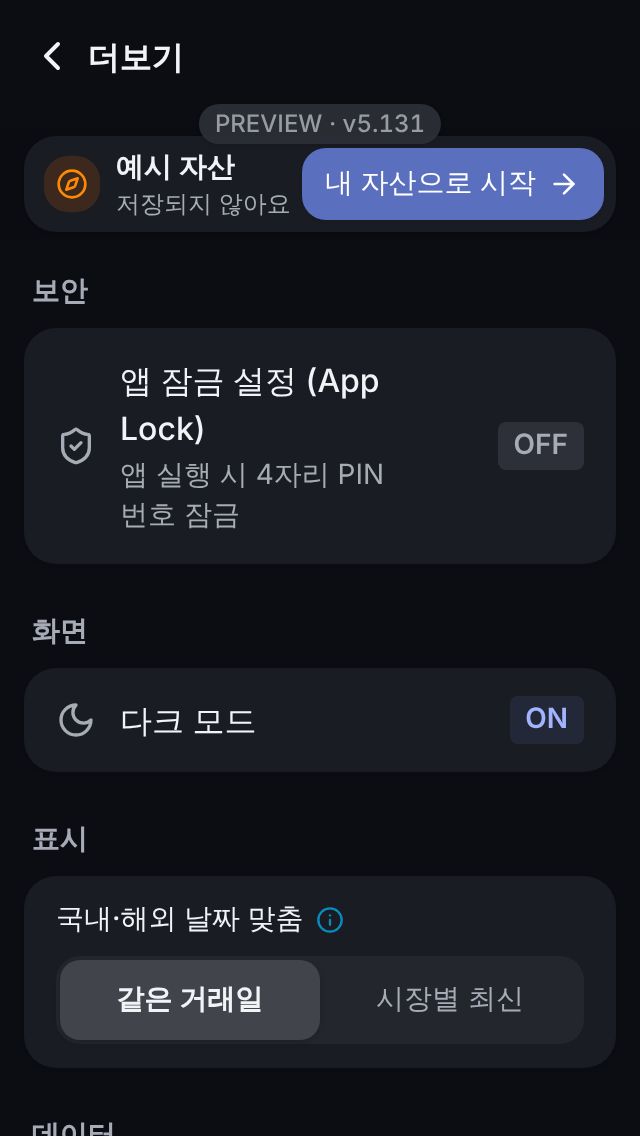 더보기
PREVIEW · v5.131
예시 자산
저장되지 않아요
내 자산으로 시작
보안
앱 잠금 설정 (App
Lock)
앱 실행 시 4자리 PIN
번호 잠금
OFF
화면
다크 모드
ON
표시
국내·해외 날짜 맞춤
같은 거래일
시장별 최신
데이터